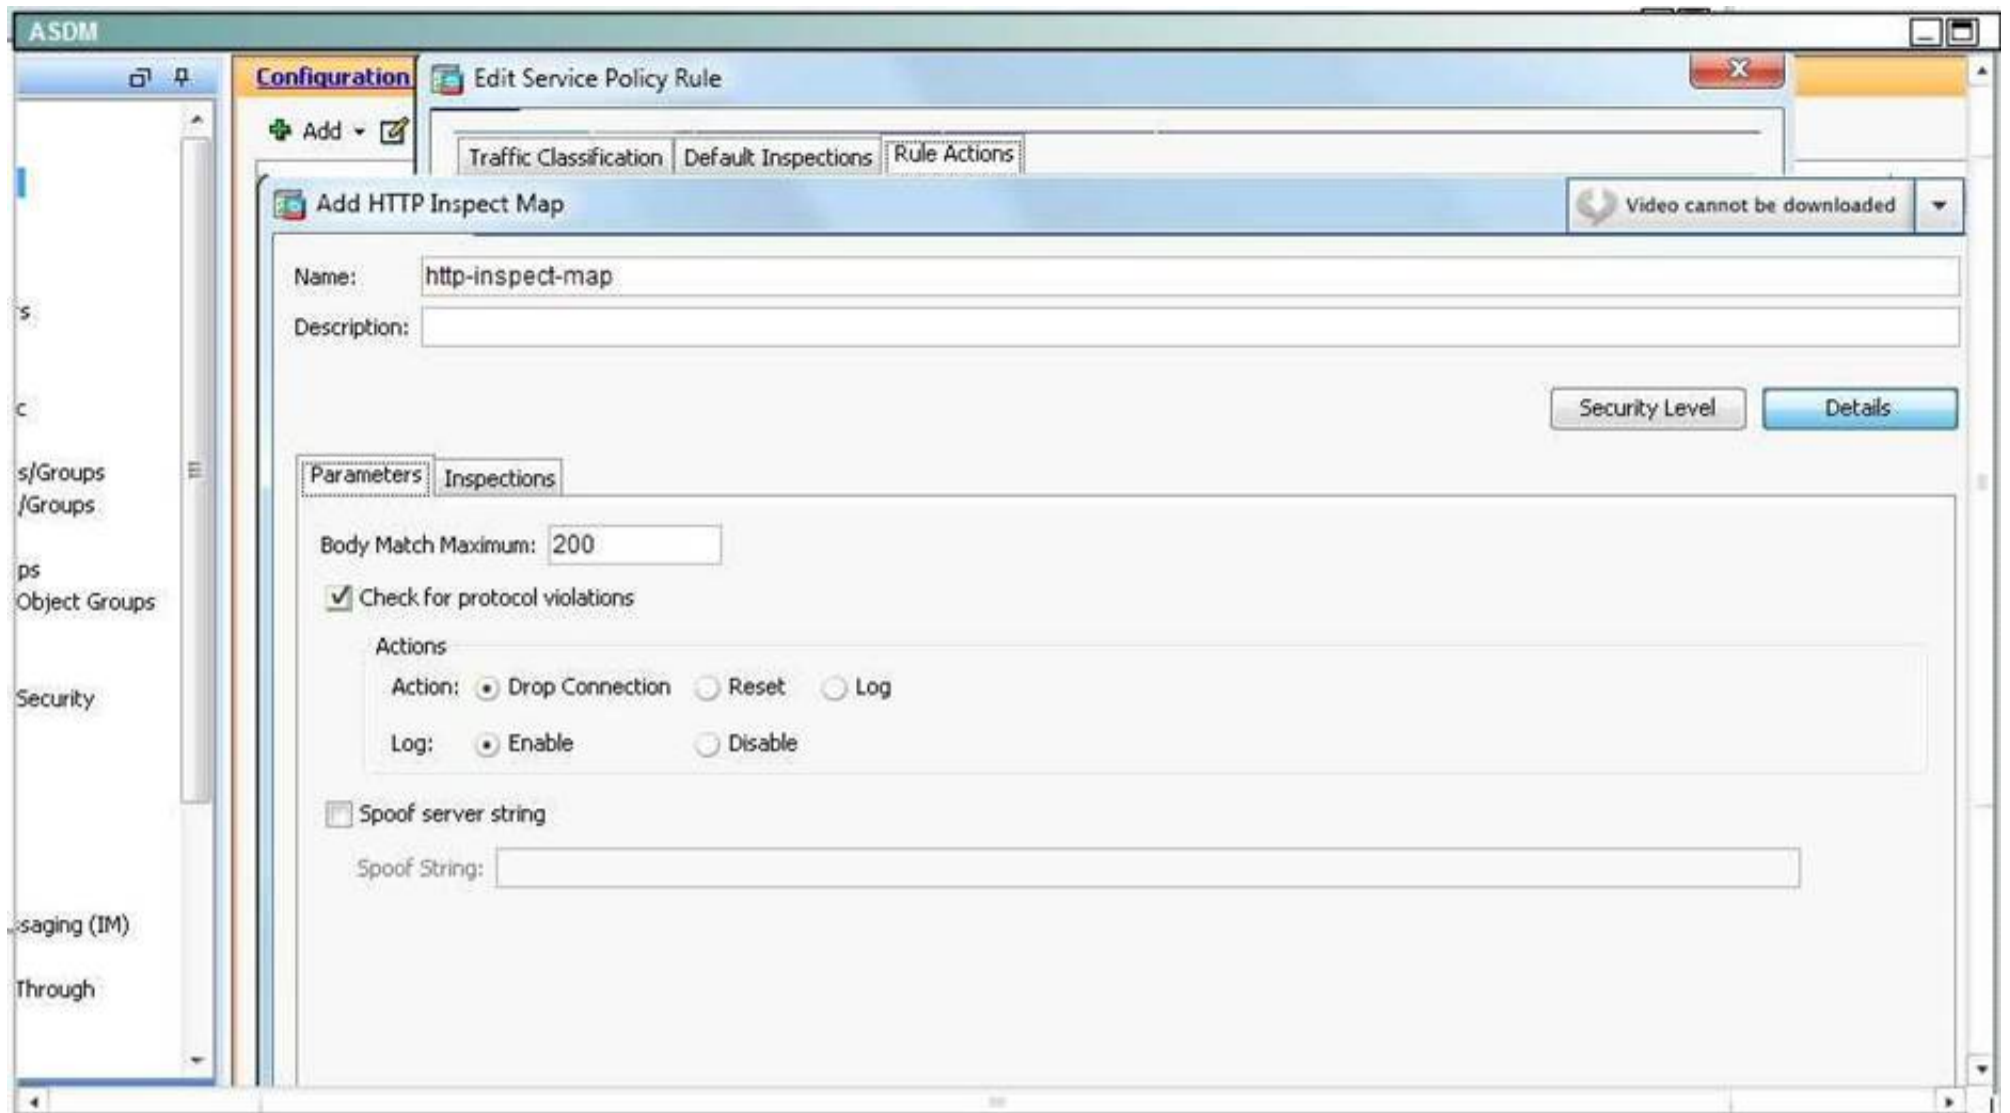 ASDM
Configuration
Edit Service Policy Rule
Add
Traffic Classification Default Inspections Rule Actions
Add HTTP Inspect Map
Video cannot be downloaded
Name: http-inspect-map
Description:
Security Level Details
s
c
s/Groups
/Groups
ps
Object Groups
Security
saging (IM)
Through
Parameters Inspections
Body Match Maximum: 200
Check for protocol violations
Actions
Action: Drop Connection Reset Log
Log: Enable Disable
Spoof server string
Spoof String: